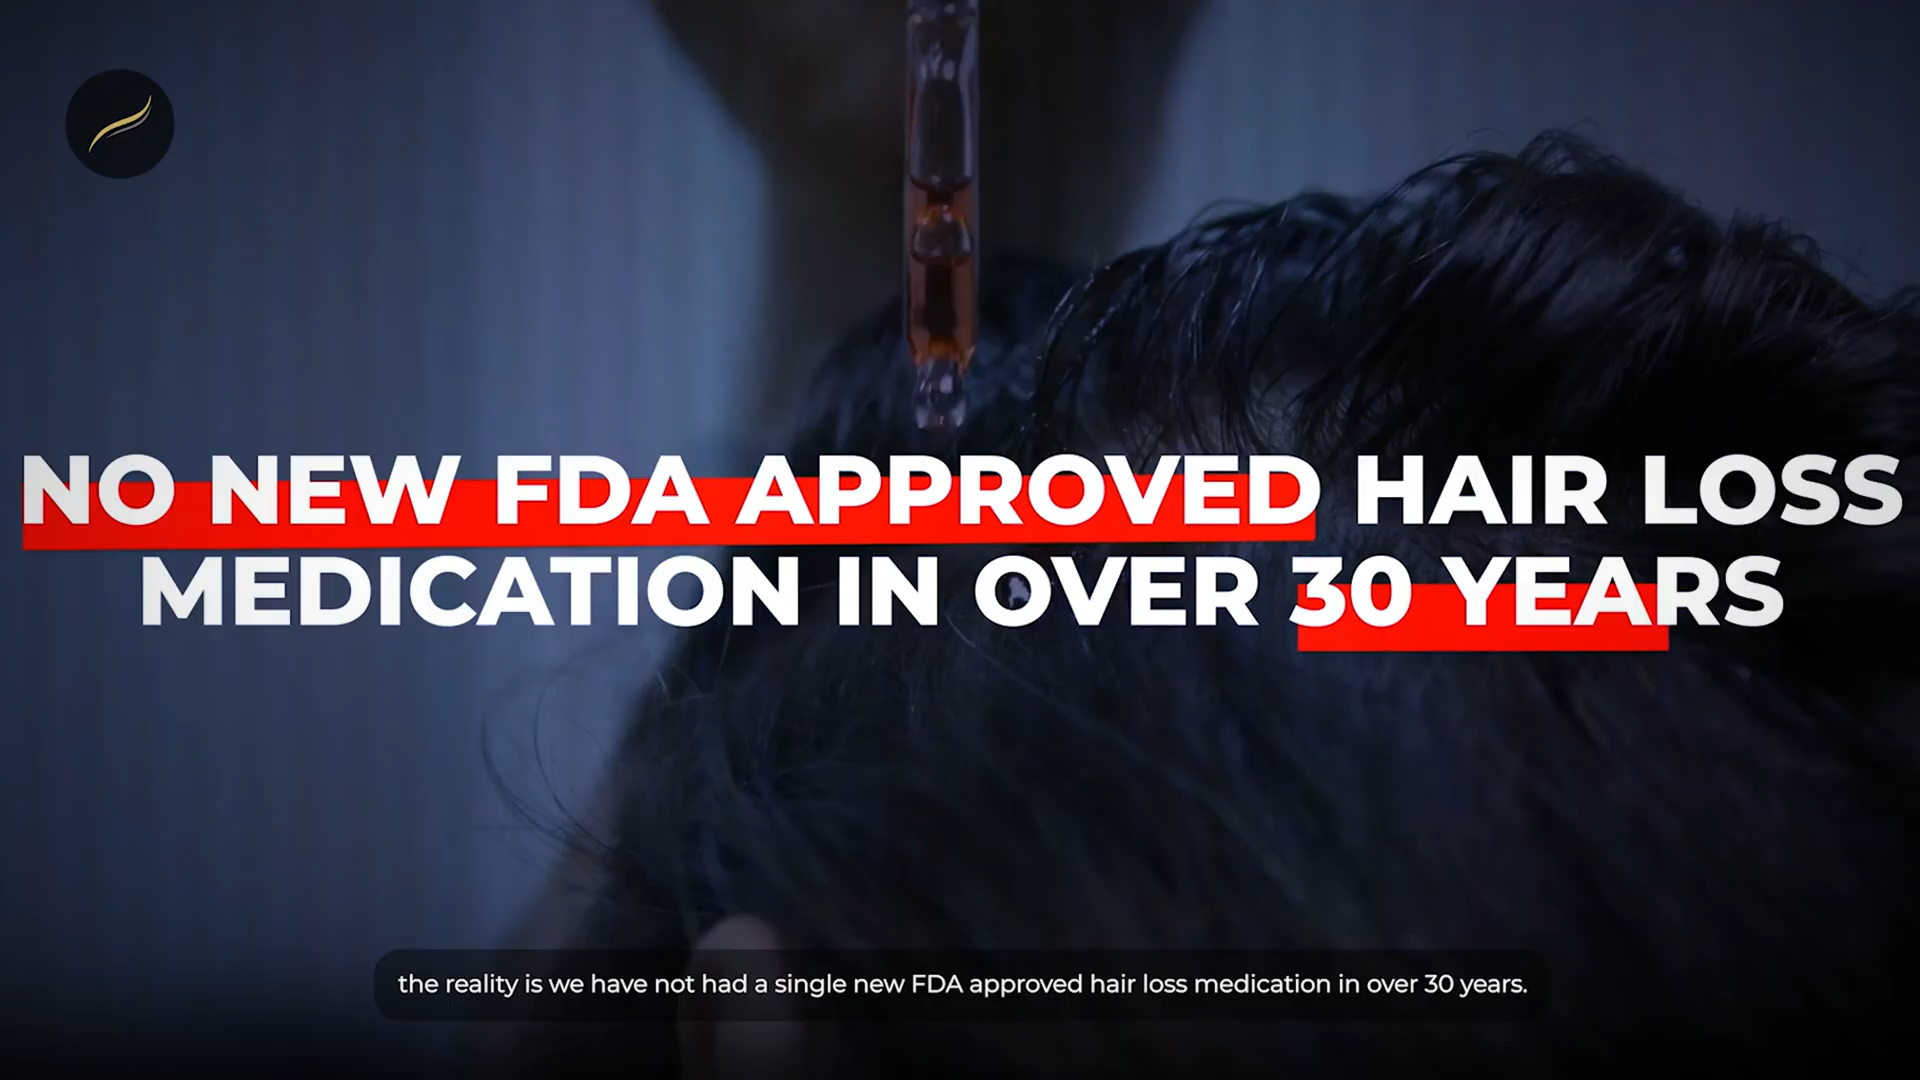 NO NEW FDA APPROVED HAIR LOSS
MEDICATION IN OVER 30 YEARS
the reality is we have not had a single new FDA approved hair loss medication in over 30 years.